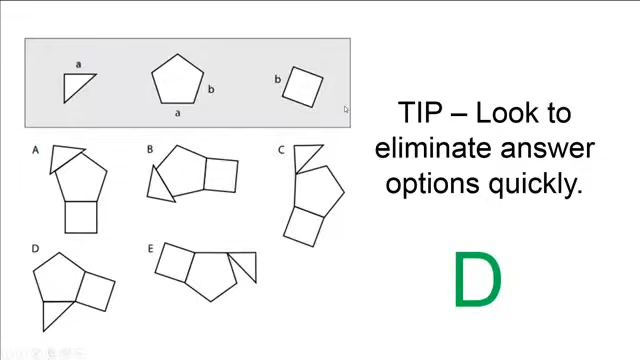 a
b
a
b
TIP – Look to
eliminate answer
options quickly.
A
B
C
D
E
D